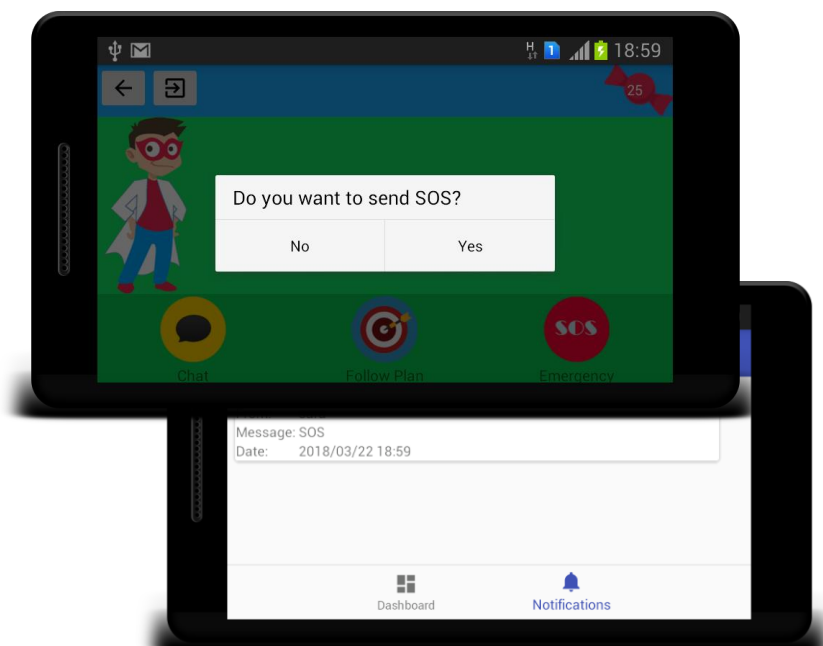 H 1 18:59
25
Do you want to send SOS?
No Yes
SOS
Chat Follow Plan Emergency
Message: SOS
Date: 2018/03/22 18:59
Dashboard Notifications